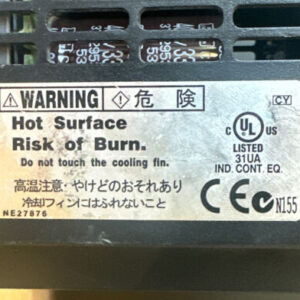 ⚠WARNING
危 険
CY
Hot Surface
Risk of Burn.
Do not touch the cooling fin.
高温注意・やけどのおそれあり
冷却フィンにはふれないこと
NE27876
C UL US
LISTED
31UA
IND. CONT. EQ.
CE
N155